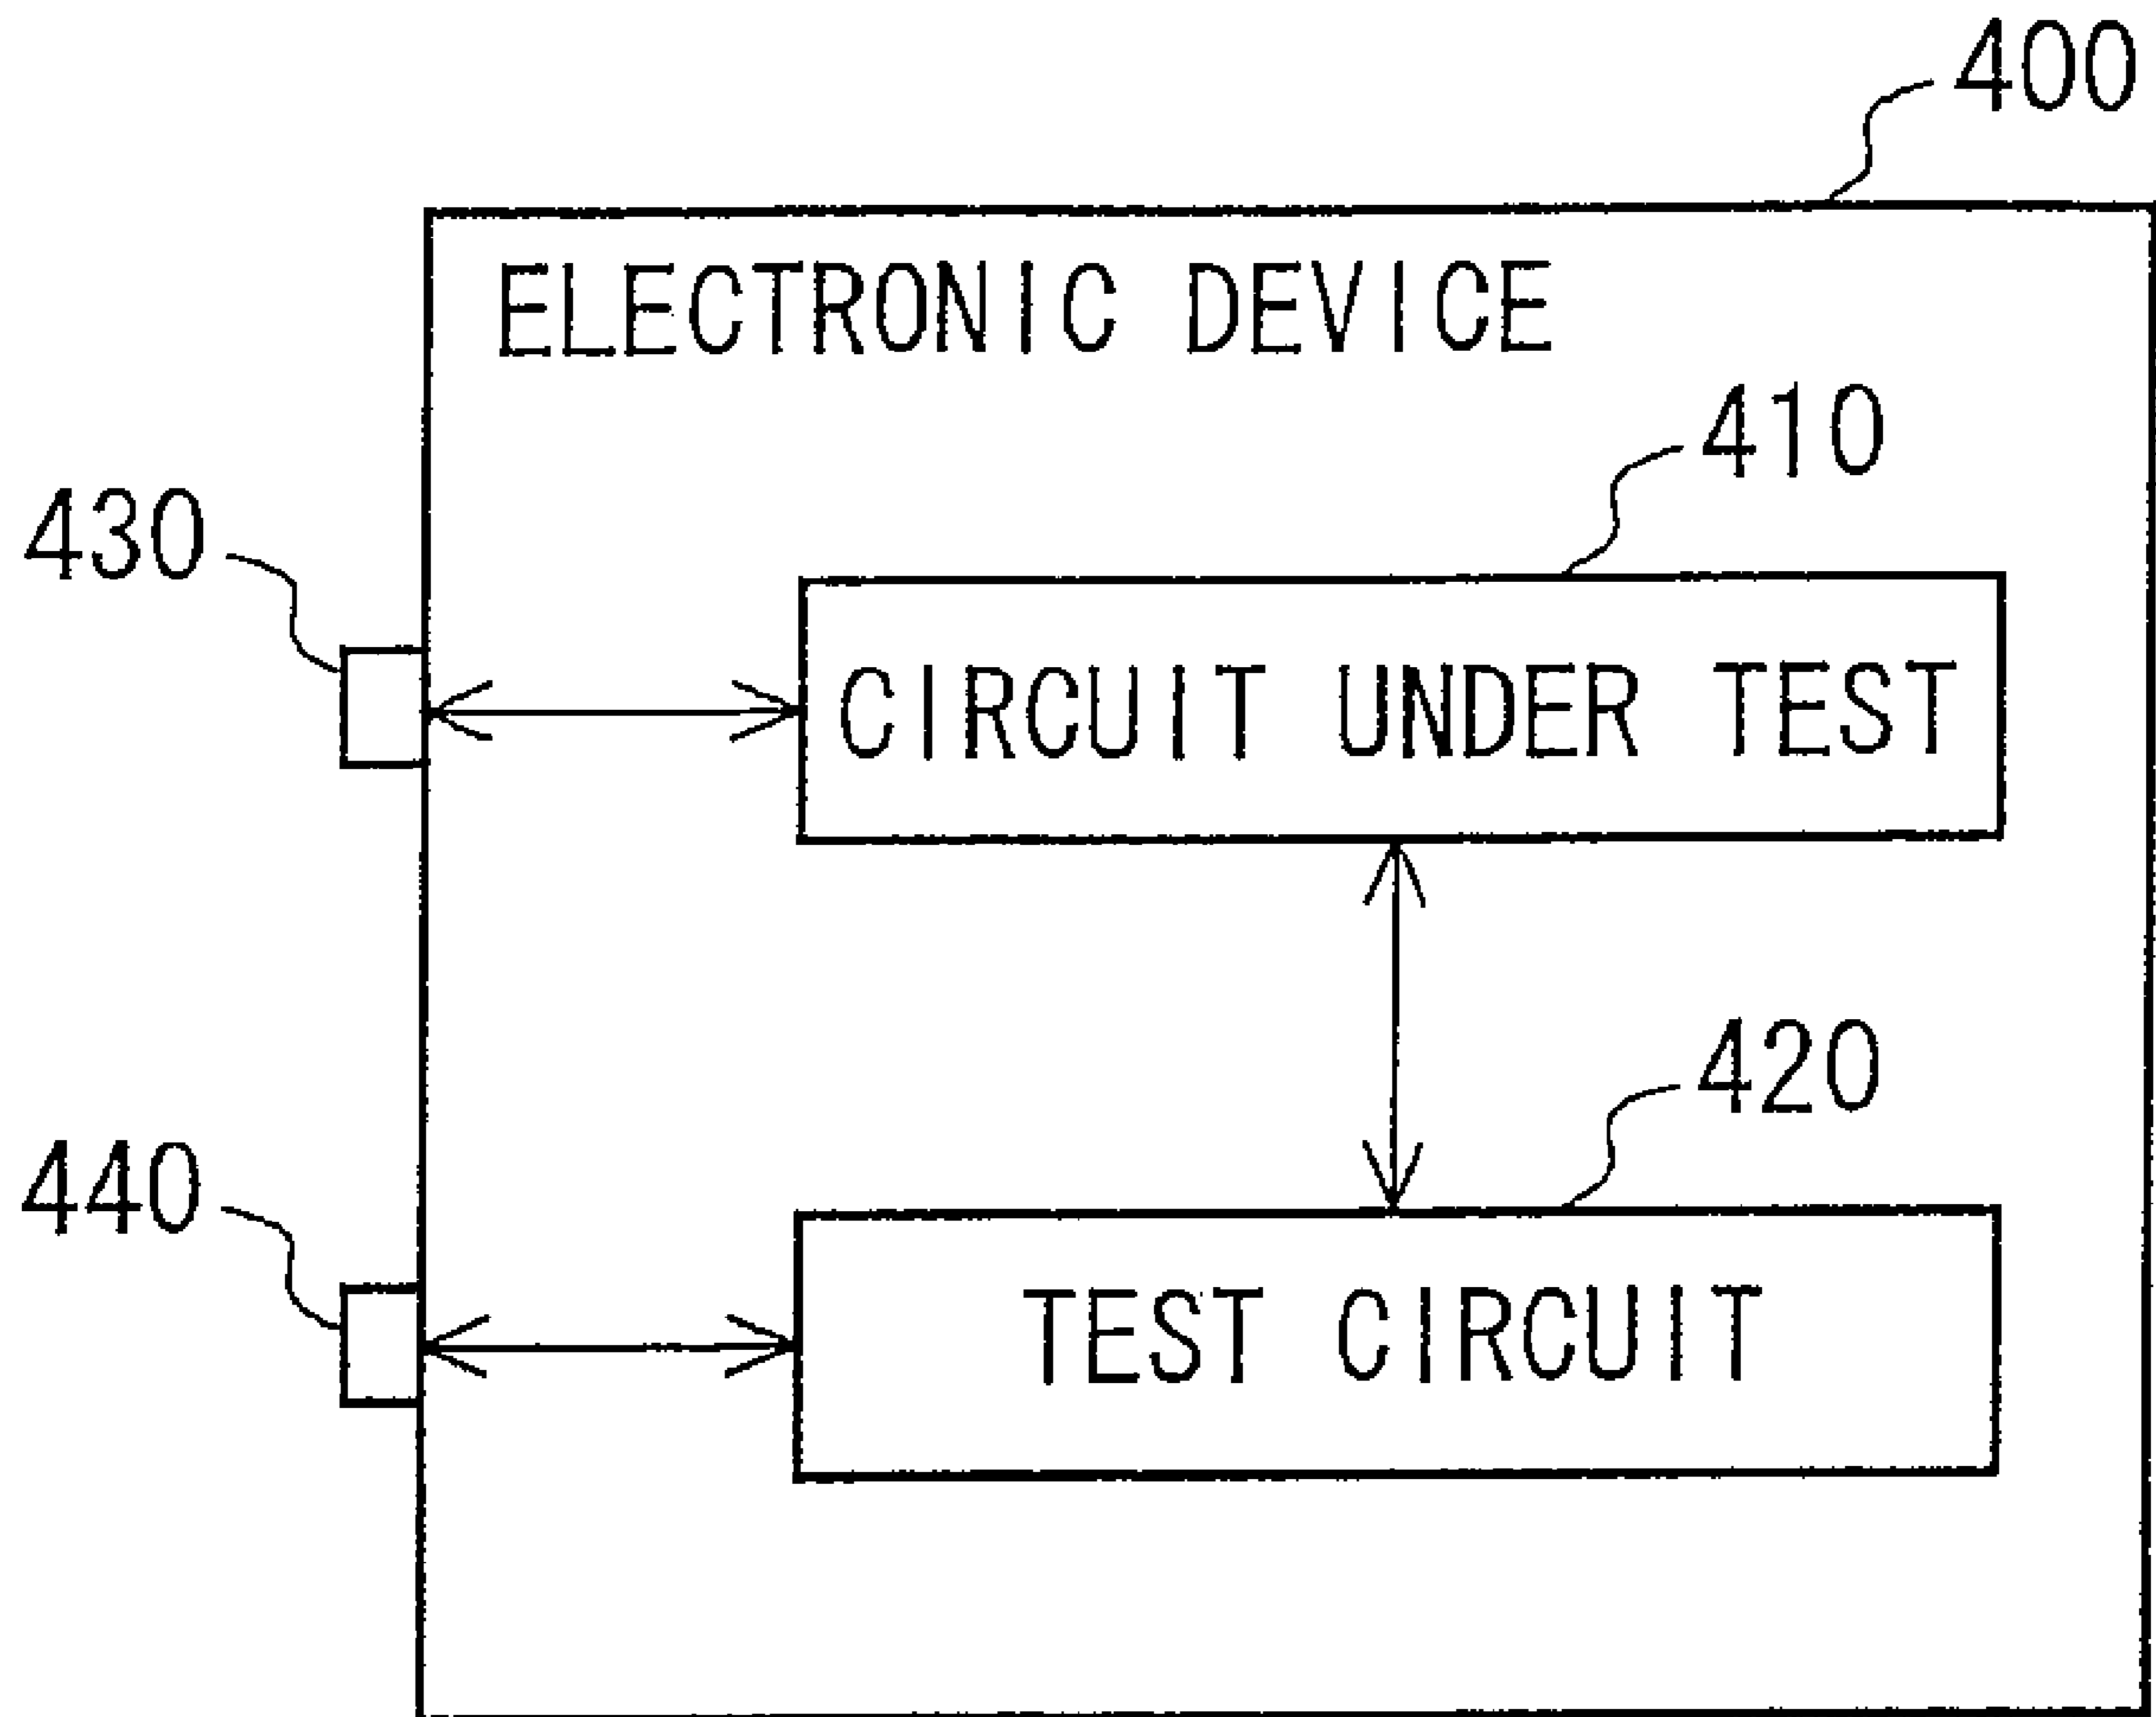 400
ELECTRONIC DEVICE
410
430
CIRCUIT UNDER TEST
420
440
TEST CIRCUIT